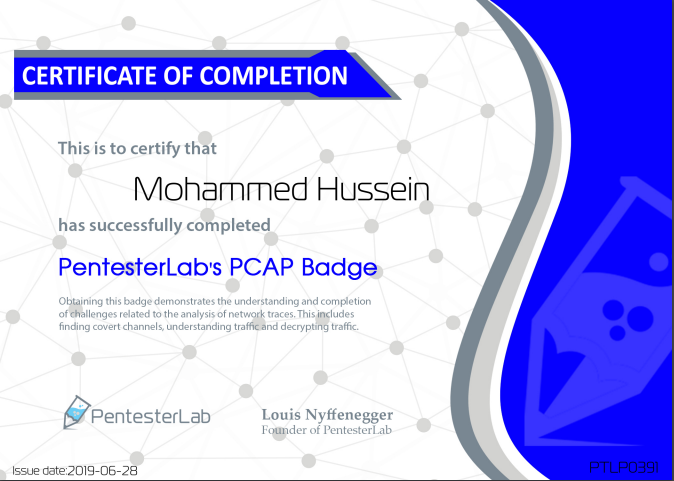 CERTIFICATE OF COMPLETION
This is to certify that
Mohammed Hussein
has successfully completed
PentesterLab's PCAP Badge
Obtaining this badge demonstrates the understanding and completion
of challenges related to the analysis of network traces. This includes
finding covert channels, understanding traffic and decrypting traffic.
PentesterLab
Louis Nyffenegger
Founder of PentesterLab
Issue date:2019-06-28
PTLP0391